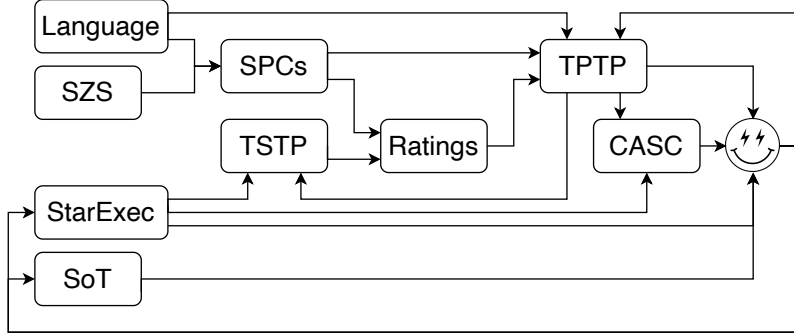 Language
SPCs
TPTP
SZS
TSTP
Ratings
CASC
StarExec
SoT